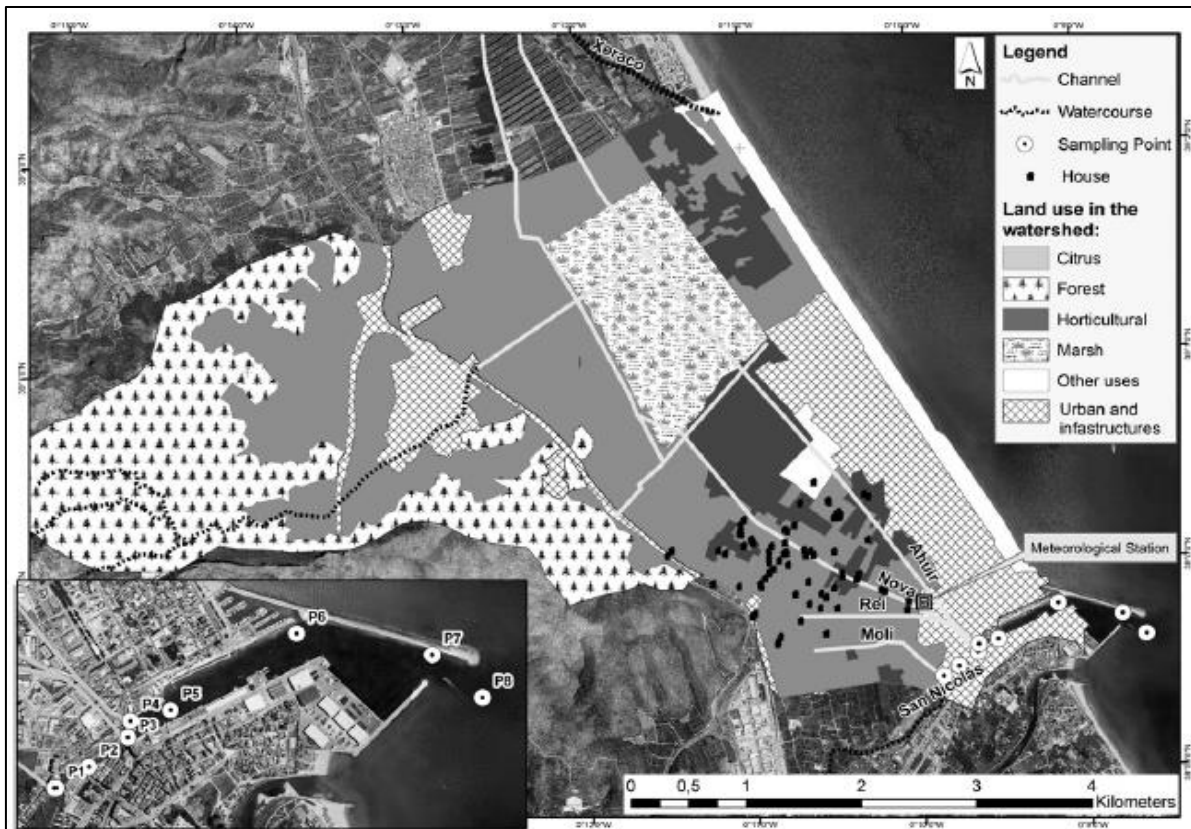 Xeraco
N
Legend
Channel
Watercourse
Sampling Point
House
Land use in the
watershed:
Citrus
Forest
Horticultural
Marsh
Other uses
Urban and
infastructures
Meteorological Station
Ahuir
Nova
Rei
Moli
San Nicolás
P6
P7
P8
P5
P4
P3
P2
P1
0 0,5 1 2 3 4
Kilometers